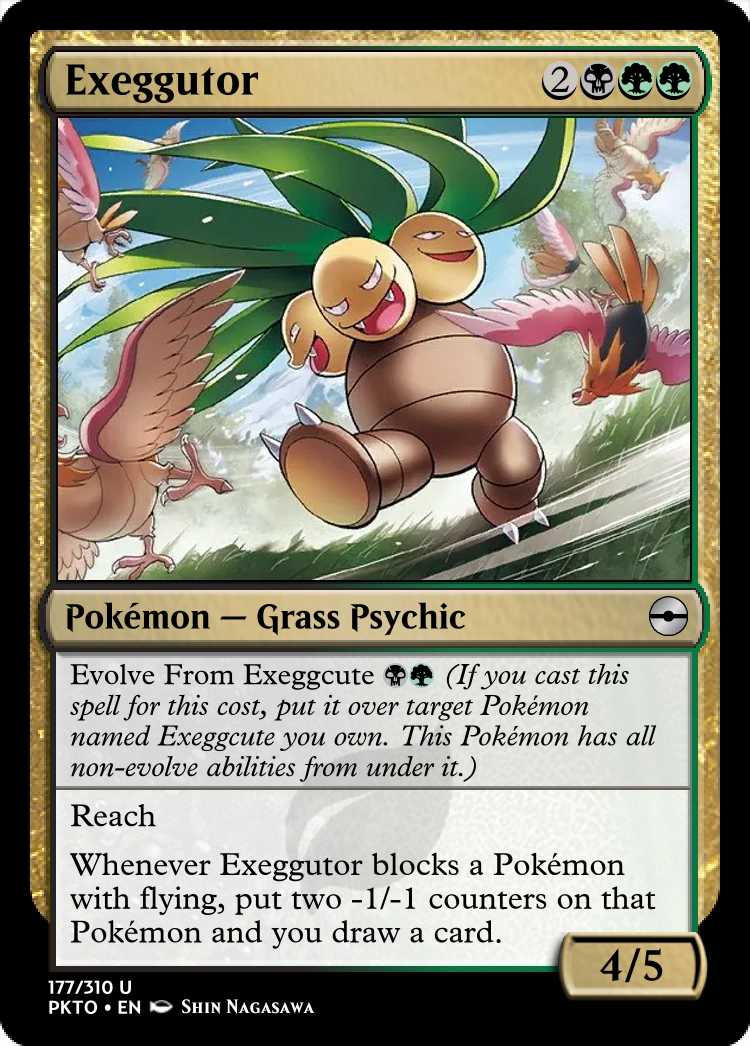 Exeggutor 2
Pokémon — Grass Psychic
Evolve From Exeggcute (If you cast this
spell for this cost, put it over target Pokémon
named Exeggcute you own. This Pokémon has all
non-evolve abilities from under it.)
Reach
Whenever Exeggutor blocks a Pokémon
with flying, put two -1/-1 counters on that
Pokémon and you draw a card.
4/5
177/310 U
PKTO • EN Shin Nagasawa